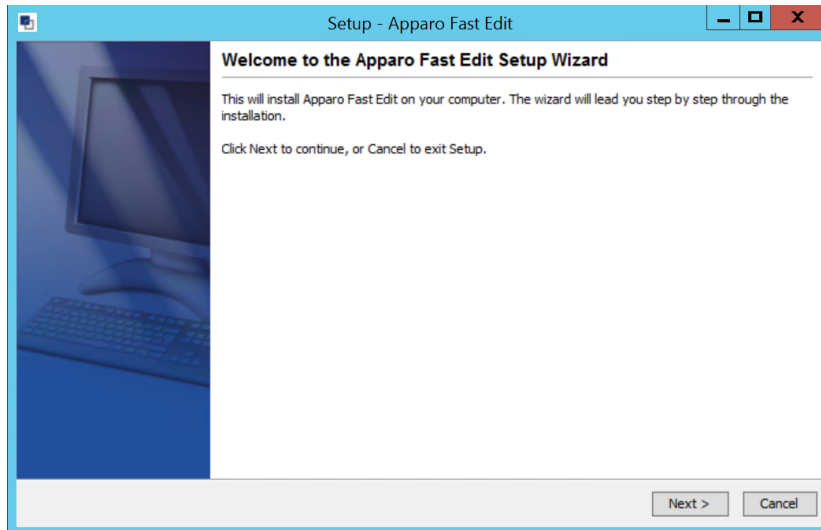 Setup - Apparo Fast Edit
Welcome to the Apparo Fast Edit Setup Wizard
This will install Apparo Fast Edit on your computer. The wizard will lead you step by step through the
installation.
Click Next to continue, or Cancel to exit Setup.
Next > Cancel